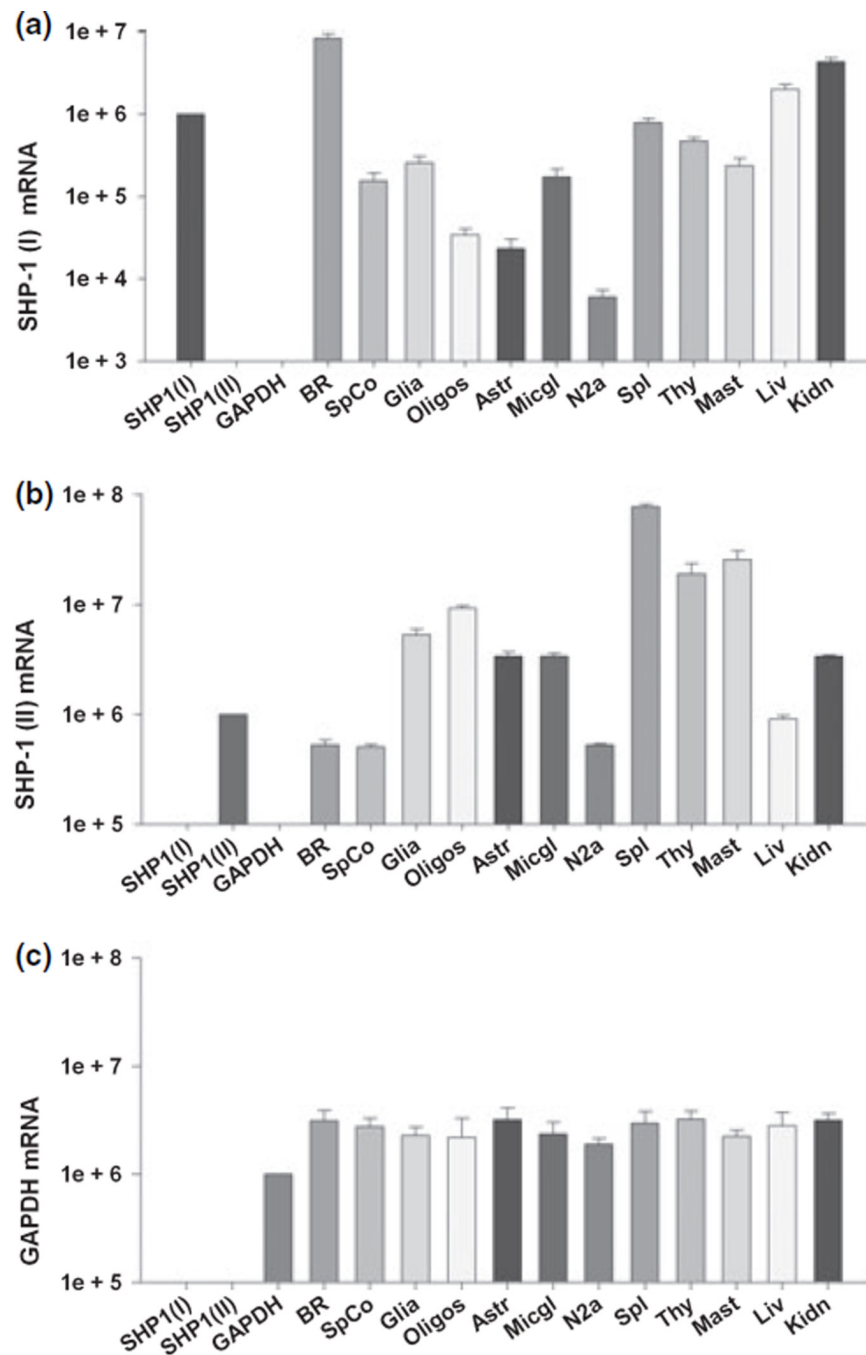 (a)
SHP-1 (I) mRNA
1e + 7
1e + 6
1e + 5
1e + 4
1e + 3
SHP1(I) SHP1(II) GAPDH BR SpCo Glia Oligos Astr Micgl N2a Spl Thy Mast Liv Kidn
(b)
SHP-1 (II) mRNA
1e + 8
1e + 7
1e + 6
1e + 5
SHP1(I) SHP1(II) GAPDH BR SpCo Glia Oligos Astr Micgl N2a Spl Thy Mast Liv Kidn
(c)
GAPDH mRNA
1e + 8
1e + 7
1e + 6
1e + 5
SHP1(I) SHP1(II) GAPDH BR SpCo Glia Oligos Astr Micgl N2a Spl Thy Mast Liv Kidn